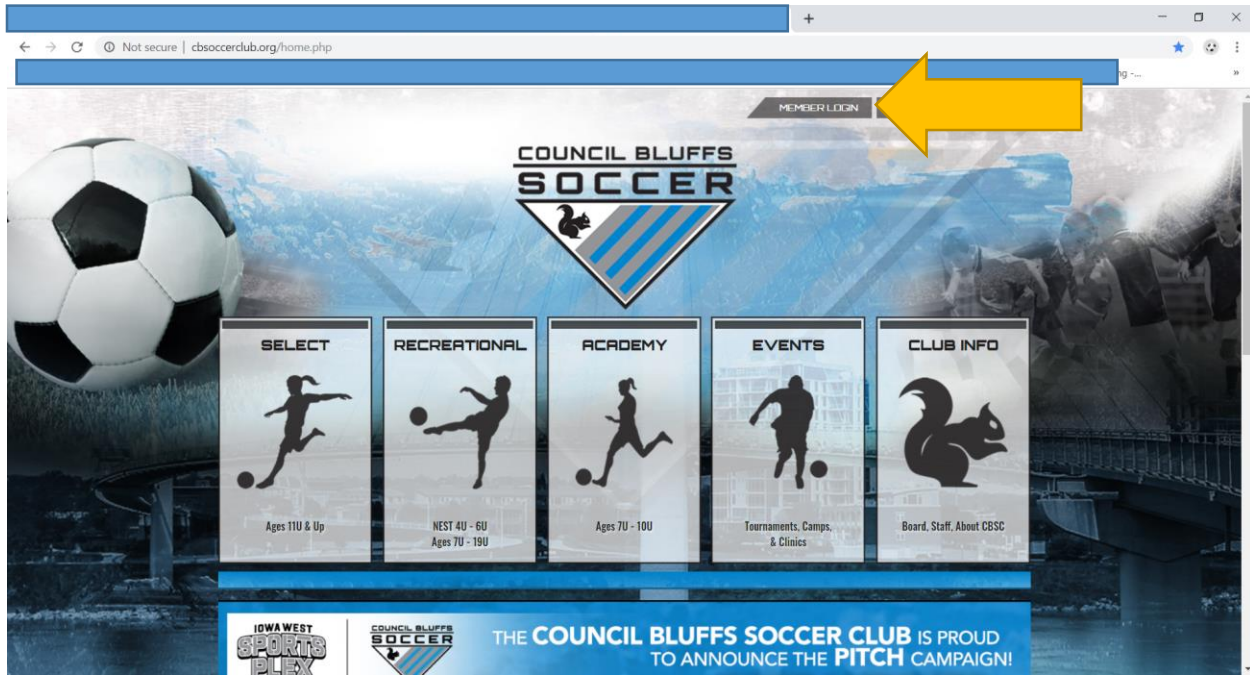 +
Not secure | cbsoccerclub.org/home.php
ng -...
»
MEMBER LOGIN
COUNCIL BLUFFS
SOCCER
SELECT
Ages 11U & Up
RECREATIONAL
NEST 4U - 6U
Ages 7U - 19U
ACADEMY
Ages 7U - 10U
EVENTS
Tournaments, Camps,
& Clinics
CLUB INFO
Board, Staff, About CBSC
IOWA WEST
SPORTS
PLEX
COUNCIL BLUFFS
SOCCER
THE COUNCIL BLUFFS SOCCER CLUB IS PROUD
TO ANNOUNCE THE PITCH CAMPAIGN!